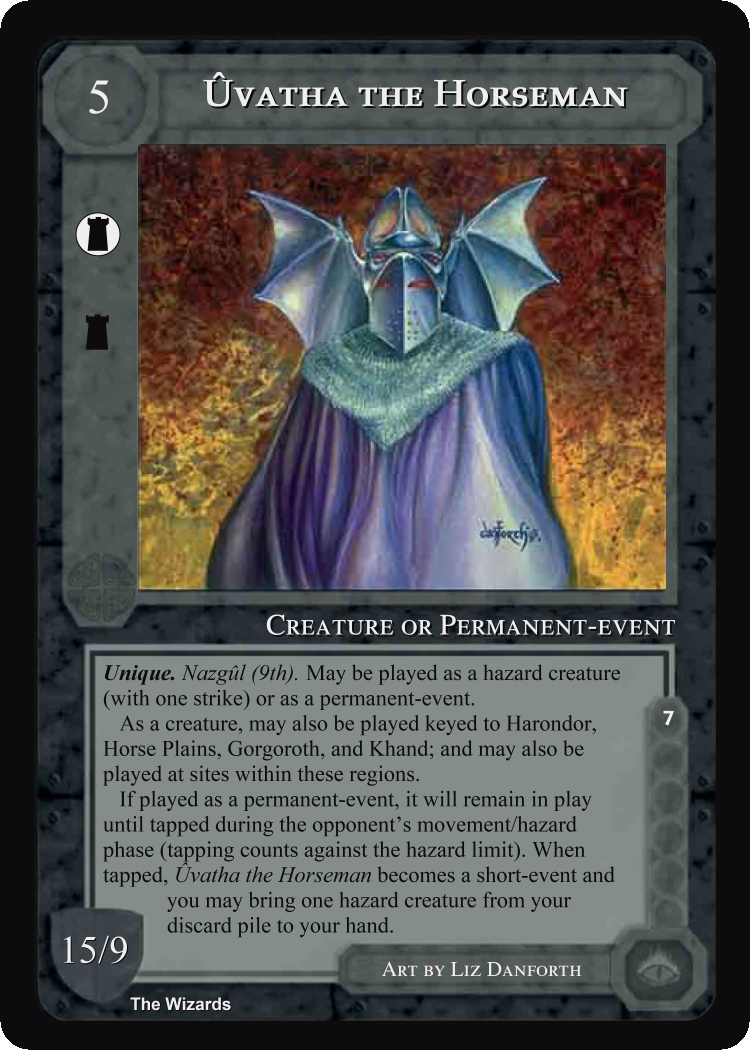 5
Ûvatha the Horseman
danforth
Creature or Permanent-event
Unique. Nazgûl (9th). May be played as a hazard creature
(with one strike) or as a permanent-event.
As a creature, may also be played keyed to Harondor,
Horse Plains, Gorgoroth, and Khand; and may also be
played at sites within these regions.
If played as a permanent-event, it will remain in play
until tapped during the opponent’s movement/hazard
phase (tapping counts against the hazard limit). When
tapped, Ûvatha the Horseman becomes a short-event and
you may bring one hazard creature from your
discard pile to your hand.
7
15/9
Art by Liz Danforth
The Wizards